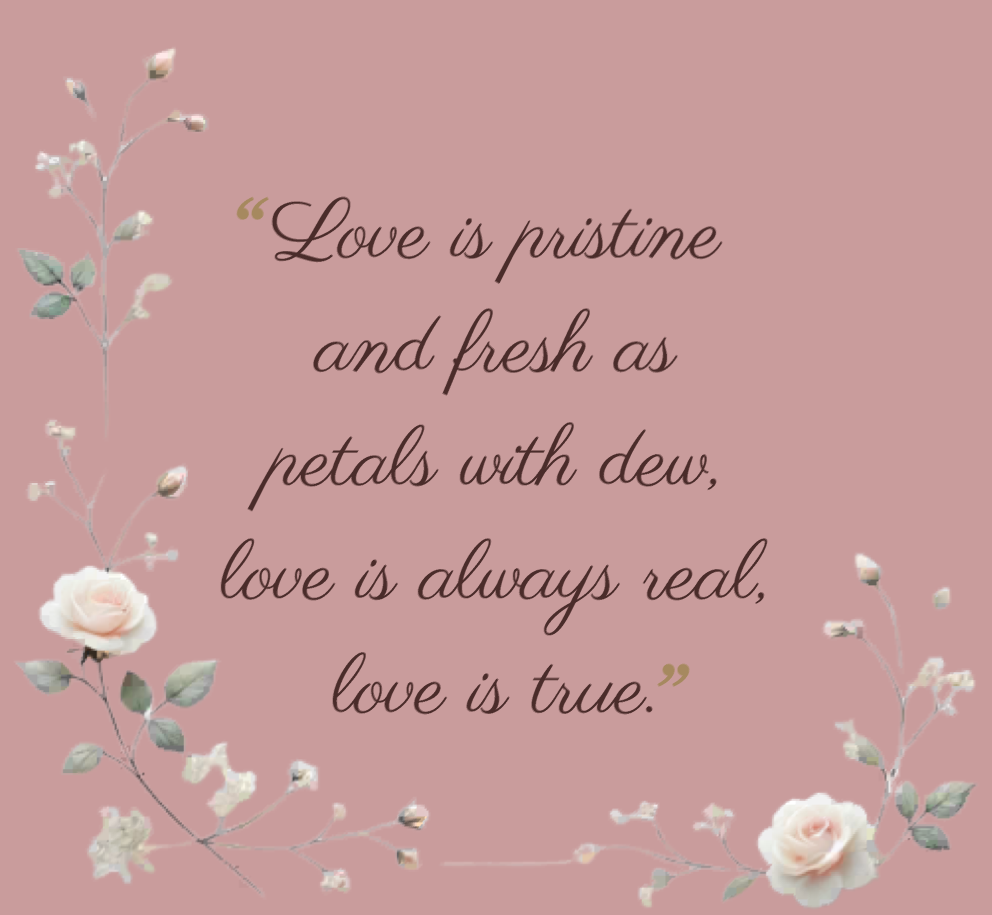 “Love is pristine
and fresh as
petals with dew,
love is always real,
love is true.”